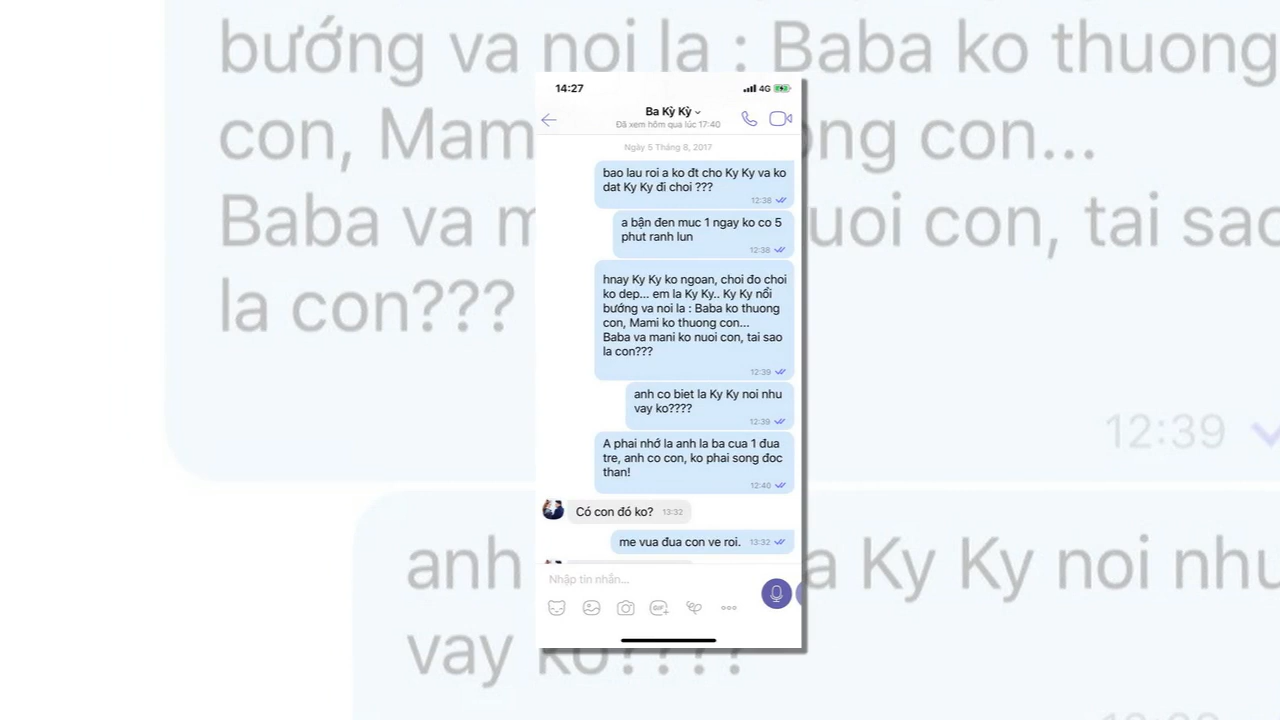 bướng va noi la : Baba ko thuong
con, Mam
ng con...
Baba va m
uoi con, tai sao
la con???
12:39
anh
a Ky Ky noi nhu
vay ko????
14:27
4G
Ba Kỳ Kỳ
Đã xem hôm qua lúc 17:40
Ngày 5 Tháng 8, 2017
bao lau roi a ko đt cho Ky Ky va ko
dat Ky Ky đi choi ???
12:38
a bận đen muc 1 ngay ko co 5
phut ranh lun
12:38
hnay Ky Ky ko ngoan, choi đo choi
ko dep... em la Ky Ky.. Ky Ky nổi
bướng va noi la : Baba ko thuong
con, Mami ko thuong con...
Baba va mani ko nuoi con, tai sao
la con???
12:39
anh co biet la Ky Ky noi nhu
vay ko????
12:39
A phai nhớ la anh la ba cua 1 đua
tre, anh co con, ko phai song đoc
than!
12:40
Có con đó ko? 13:32
me vua đua con ve roi. 13:32
Nhập tin nhắn...
GIF